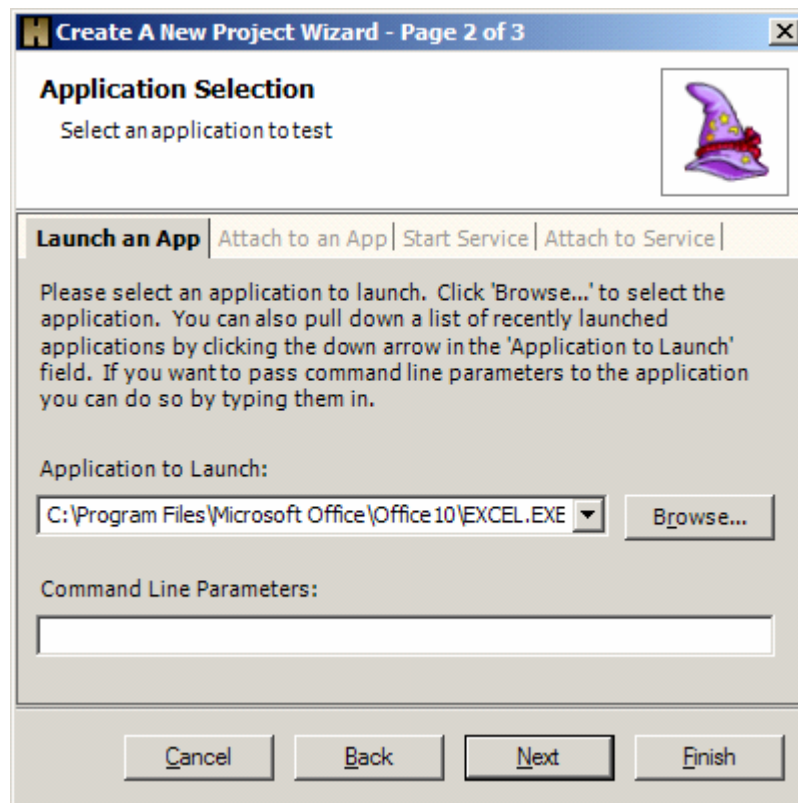 Create A New Project Wizard - Page 2 of 3
Application Selection
Select an application to test
Launch an App Attach to an App Start Service Attach to Service
Please select an application to launch. Click 'Browse...' to select the
application. You can also pull down a list of recently launched
applications by clicking the down arrow in the 'Application to Launch'
field. If you want to pass command line parameters to the application
you can do so by typing them in.
Application to Launch:
C:\Program Files\Microsoft Office\Office10\EXCEL.EXE Browse...
Command Line Parameters:
Cancel Back Next Finish